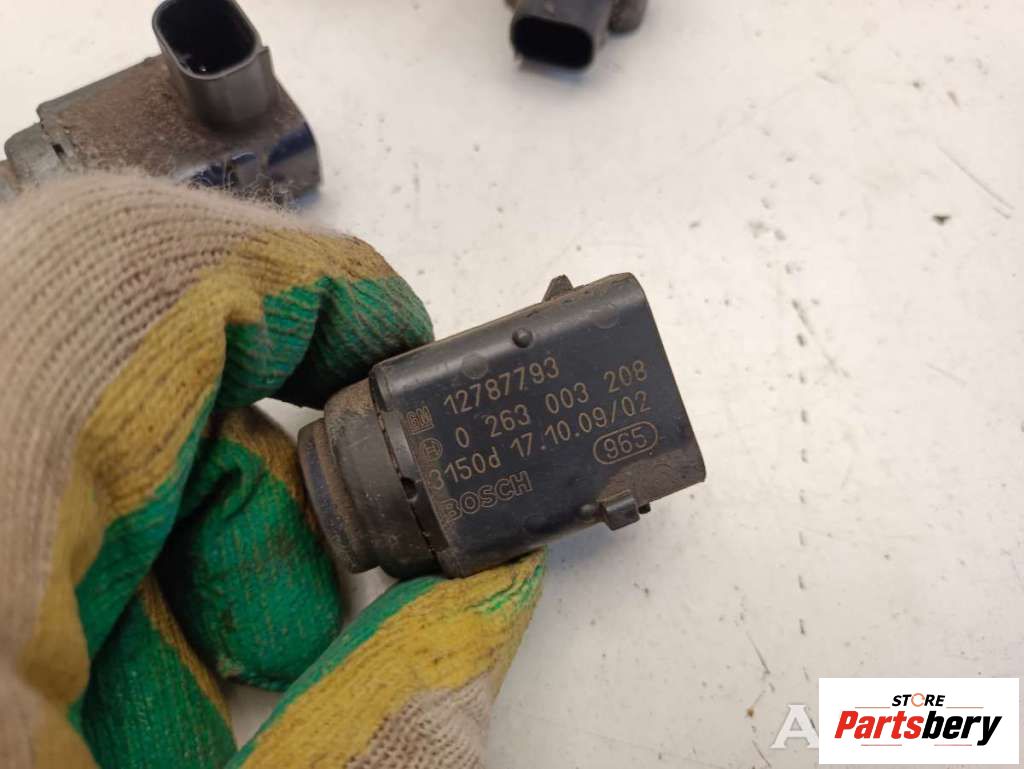 GM 12787793
0 263 003 208
3150d 17.10.09/02
BOSCH 965
A
STORE
Partsbery